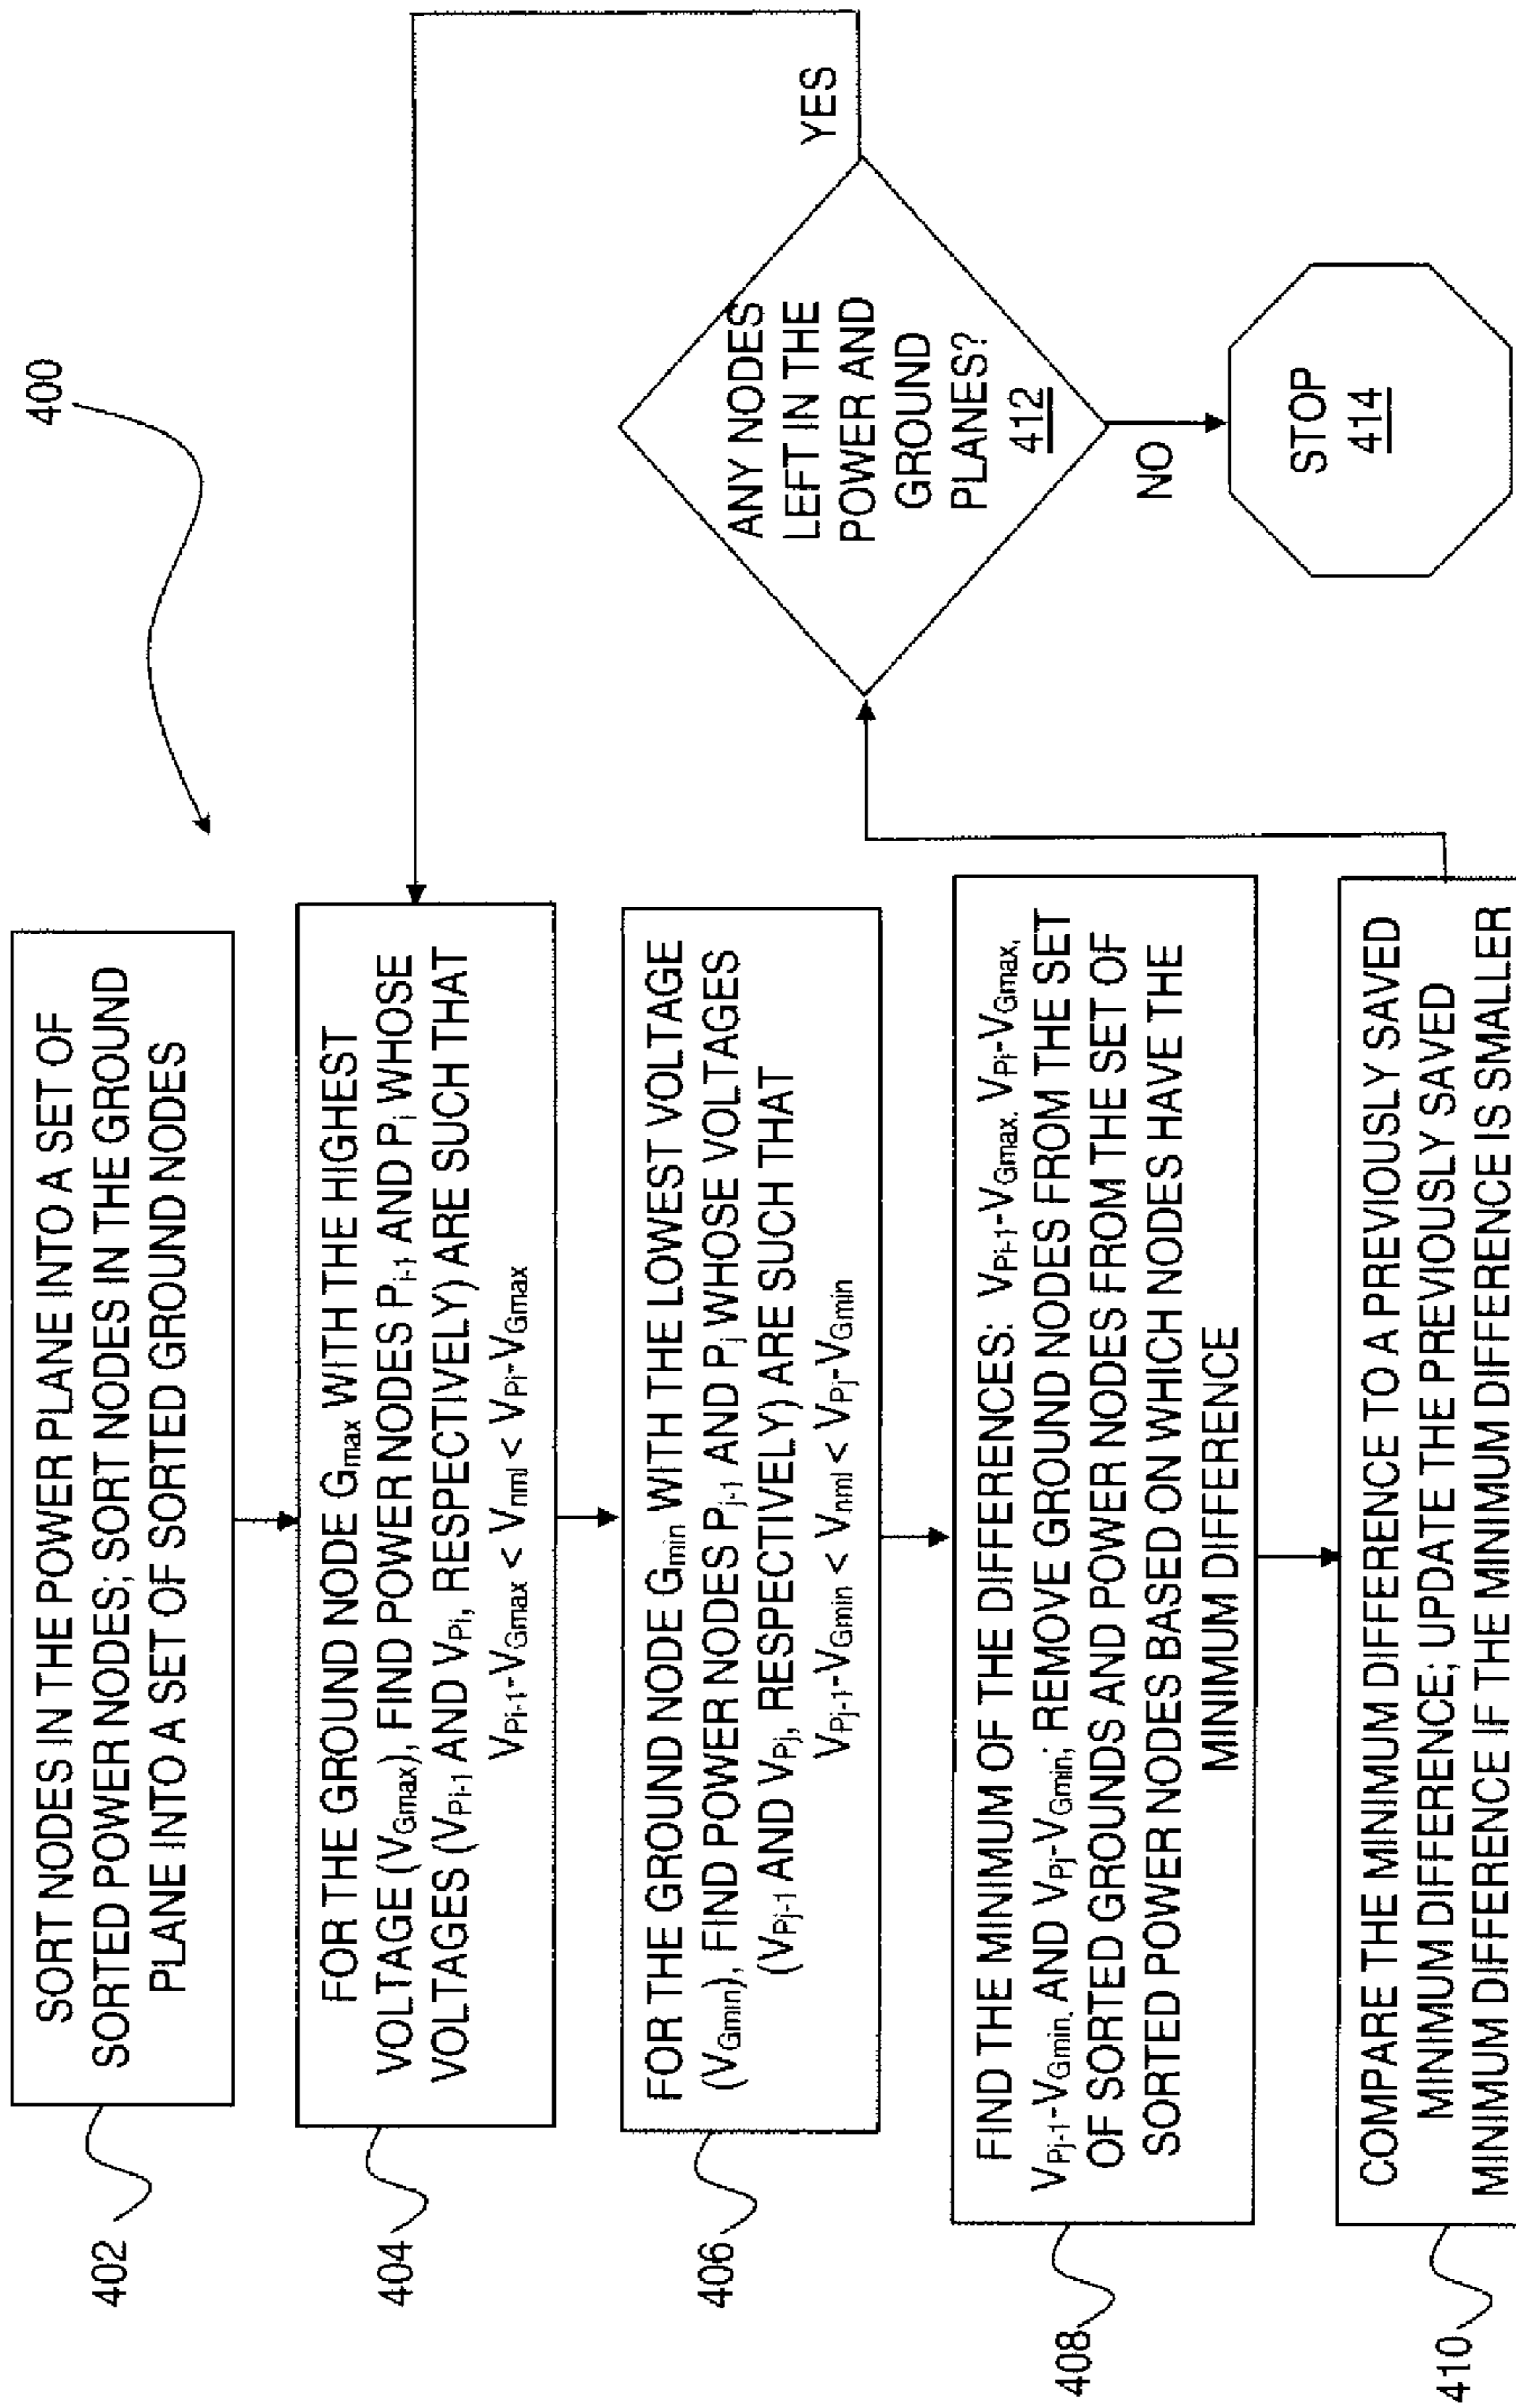 400
402
SORT NODES IN THE POWER PLANE INTO A SET OF
SORTED POWER NODES; SORT NODES IN THE GROUND
PLANE INTO A SET OF SORTED GROUND NODES
404
FOR THE GROUND NODE Gmax WITH THE HIGHEST
VOLTAGE (VGmax), FIND POWER NODES Pi-1 AND Pi WHOSE
VOLTAGES (VPi-1 AND VPi, RESPECTIVELY) ARE SUCH THAT
VPi-1-VGmax < Vnml < VPi-VGmax
406
FOR THE GROUND NODE Gmin WITH THE LOWEST VOLTAGE
(VGmin), FIND POWER NODES Pj-1 AND Pj WHOSE VOLTAGES
(VPj-1 AND VPj, RESPECTIVELY) ARE SUCH THAT
VPj-1-VGmin < Vnml < VPj-VGmin
408
FIND THE MINIMUM OF THE DIFFERENCES: VPi-1-VGmax, VPi-VGmax,
VPj-1-VGmin, AND VPj-VGmin; REMOVE GROUND NODES FROM THE SET
OF SORTED GROUNDS AND POWER NODES FROM THE SET OF
SORTED POWER NODES BASED ON WHICH NODES HAVE THE
MINIMUM DIFFERENCE
410
COMPARE THE MINIMUM DIFFERENCE TO A PREVIOUSLY SAVED
MINIMUM DIFFERENCE; UPDATE THE PREVIOUSLY SAVED
MINIMUM DIFFERENCE IF THE MINIMUM DIFFERENCE IS SMALLER
ANY NODES
LEFT IN THE
POWER AND
GROUND
PLANES?
412
YES
NO
STOP
414